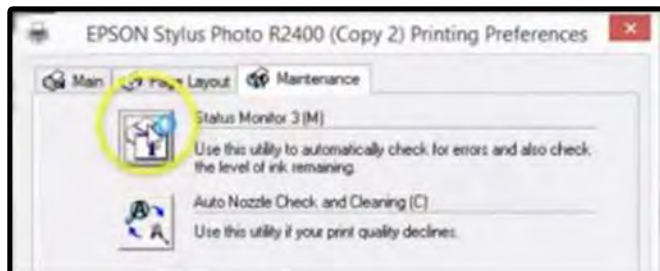 EPSON Stylus Photo R2400 (Copy 2) Printing Preferences
Main Page Layout Maintenance
Status Monitor 3 (M)
Use this utility to automatically check for errors and also check
the level of ink remaining.
Auto Nozzle Check and Cleaning (C)
Use this utility if your print quality declines.